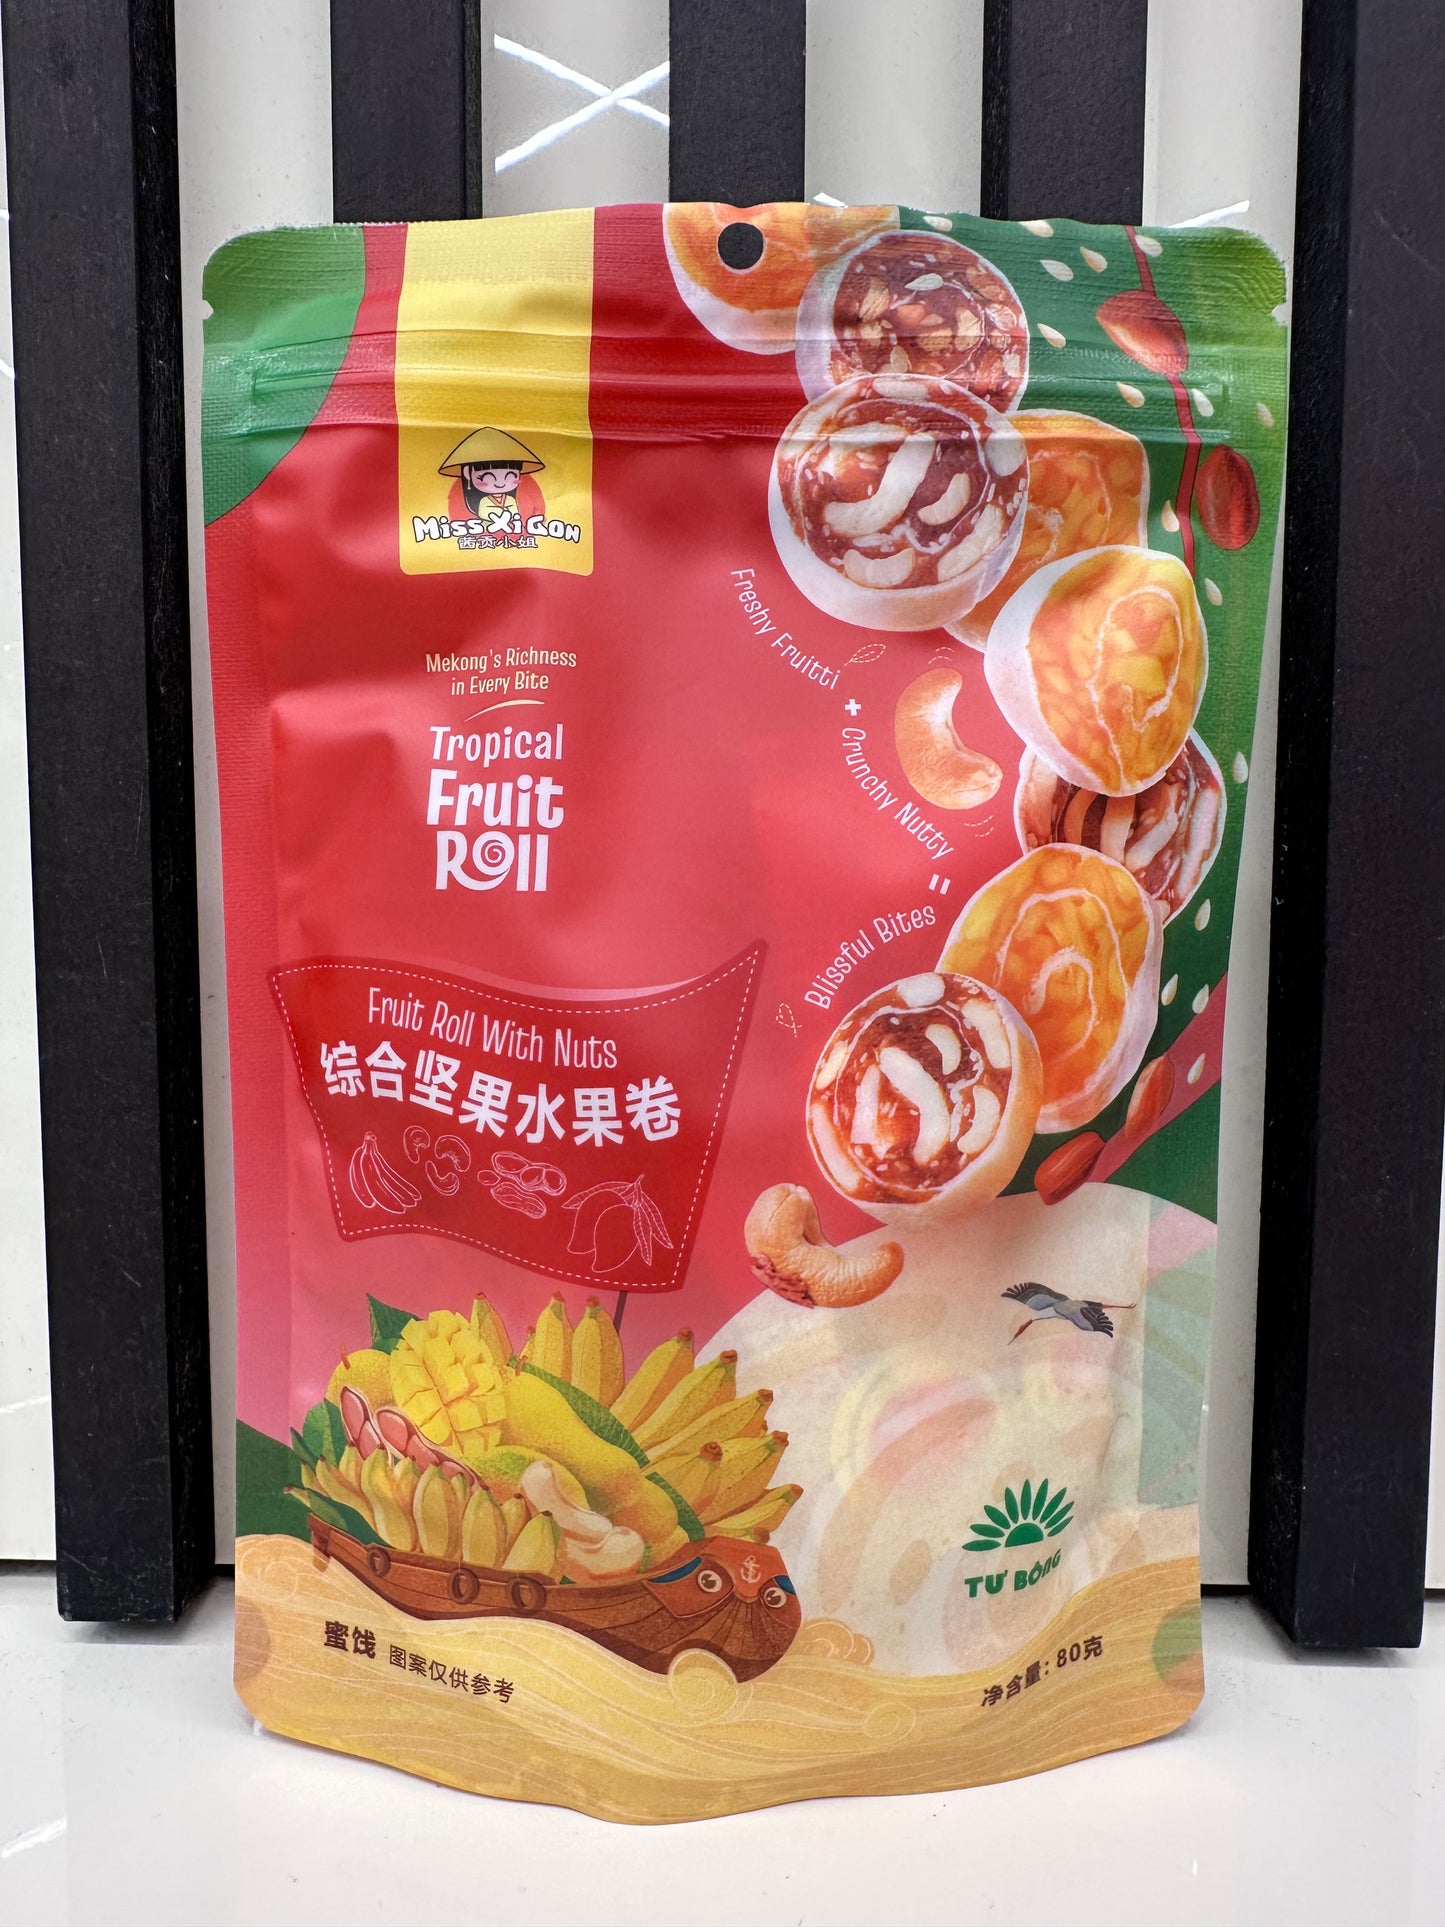 Miss Xi Gon
茜贡小姐
Mekong's Richness
in Every Bite
Tropical
Fruit
Roll
Freshy Fruitti
+
Crunchy Nutty
=
Blissful Bites
Fruit Roll With Nuts
综合坚果水果卷
TƯ BÔNG
蜜饯 图案仅供参考
净含量: 80克